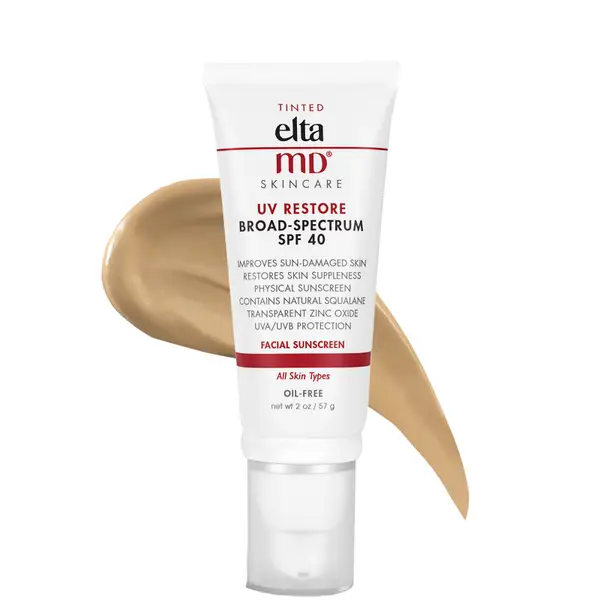 TINTED
elta
MD®
SKINCARE
UV RESTORE
BROAD-SPECTRUM
SPF 40
IMPROVES SUN-DAMAGED SKIN
RESTORES SKIN SUPPLENESS
PHYSICAL SUNSCREEN
CONTAINS NATURAL SQUALANE
TRANSPARENT ZINC OXIDE
UVA/UVB PROTECTION
FACIAL SUNSCREEN
All Skin Types
OIL-FREE
net wt 2 oz / 57 g